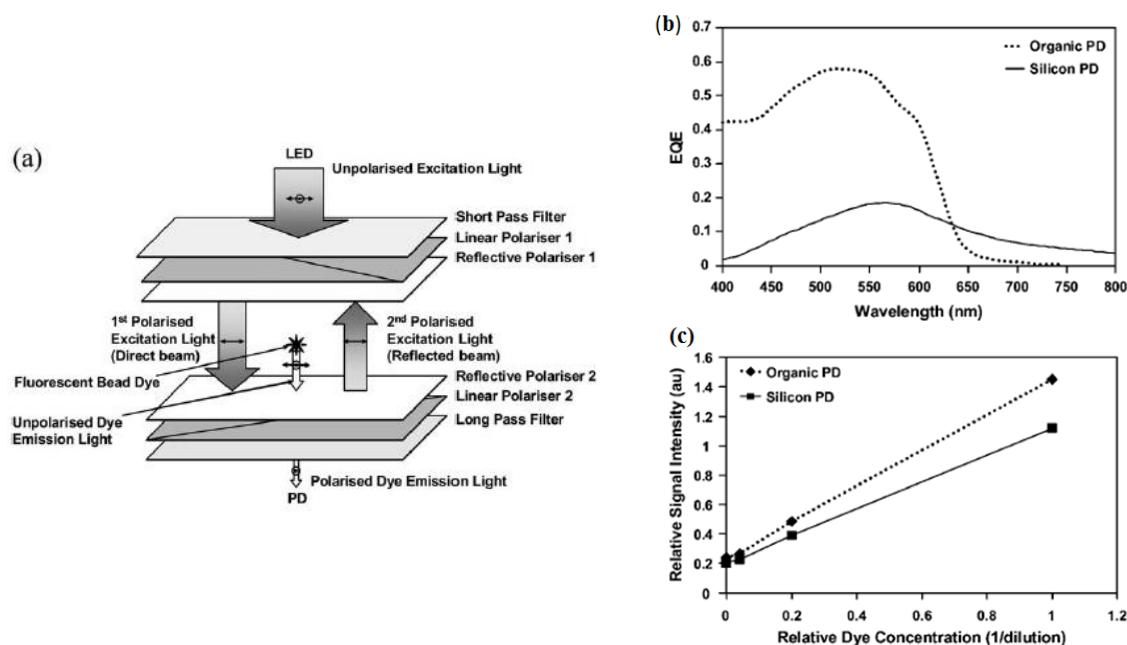 (a)
LED
Unpolarised Excitation Light
Short Pass Filter
Linear Polariser 1
Reflective Polariser 1
1st Polarised
Excitation Light
(Direct beam)
2nd Polarised
Excitation Light
(Reflected beam)
Fluorescent Bead Dye
Reflective Polariser 2
Linear Polariser 2
Unpolarised Dye
Emission Light
Long Pass Filter
Polarised Dye Emission Light
PD
(b)
Organic PD
Silicon PD
0.7
0.6
0.5
0.4
0.3
0.2
0.1
0
EQE
400 450 500 550 600 650 700 750 800
Wavelength (nm)
(c)
Organic PD
Silicon PD
1.6
1.4
1.2
1
0.8
0.6
0.4
0.2
0
Relative Signal Intensity (au)
0 0.2 0.4 0.6 0.8 1 1.2
Relative Dye Concentration (1/dilution)